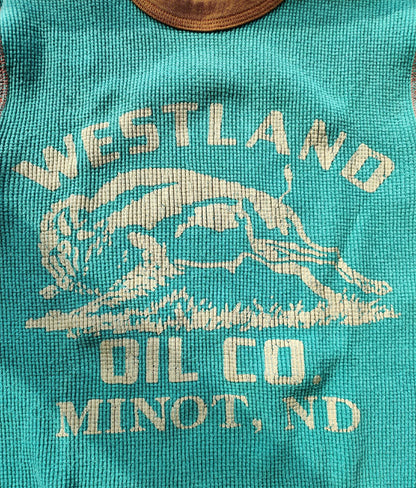 WESTLAND
OIL CO.
MINOT, ND